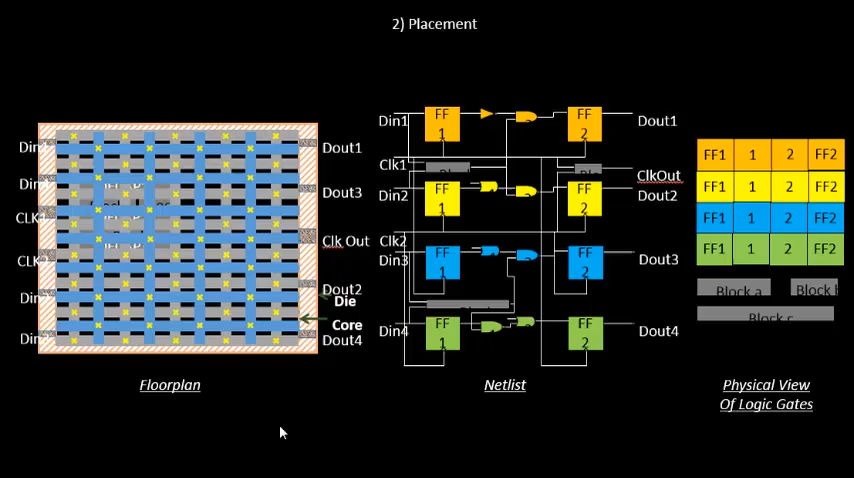 2) Placement
Dout1
Dout3
CLK1
Clk Out
CLK2
Dout2
Die
Core
Dout4
Floorplan
Din1
FF
1
FF
2
Dout1
Clk1
ClkOut
Din2
FF
1
FF
2
Dout2
Clk2
Din3
FF
1
FF
2
Dout3
Din4
FF
1
FF
2
Dout4
Netlist
FF1 1 2 FF2
FF1 1 2 FF2
FF1 1 2 FF2
FF1 1 2 FF2
Block a
Block b
Block c
Physical View
Of Logic Gates